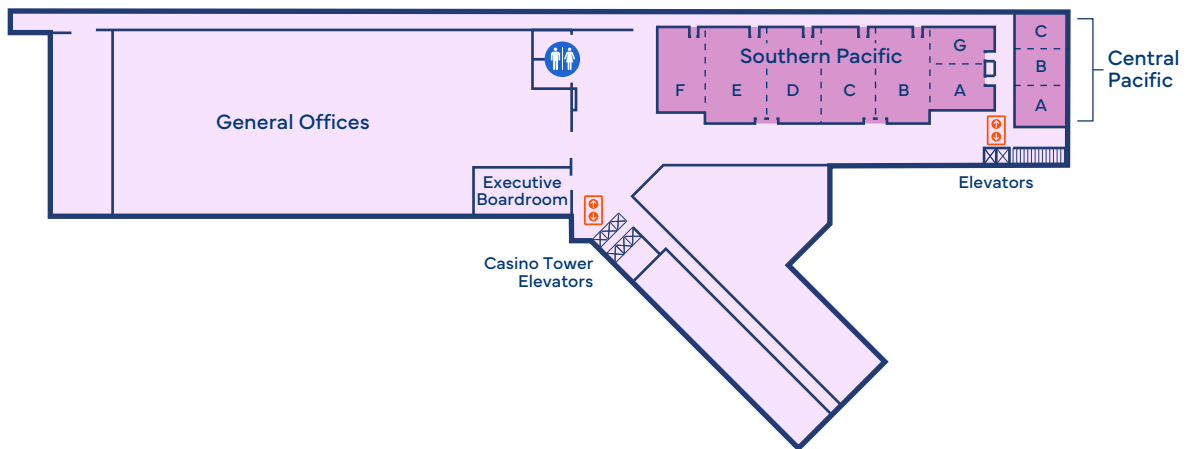 C
Southern Pacific
G
Central
Pacific
B
F
E
D
C
B
A
A
General Offices
Executive
Boardroom
Elevators
Casino Tower
Elevators